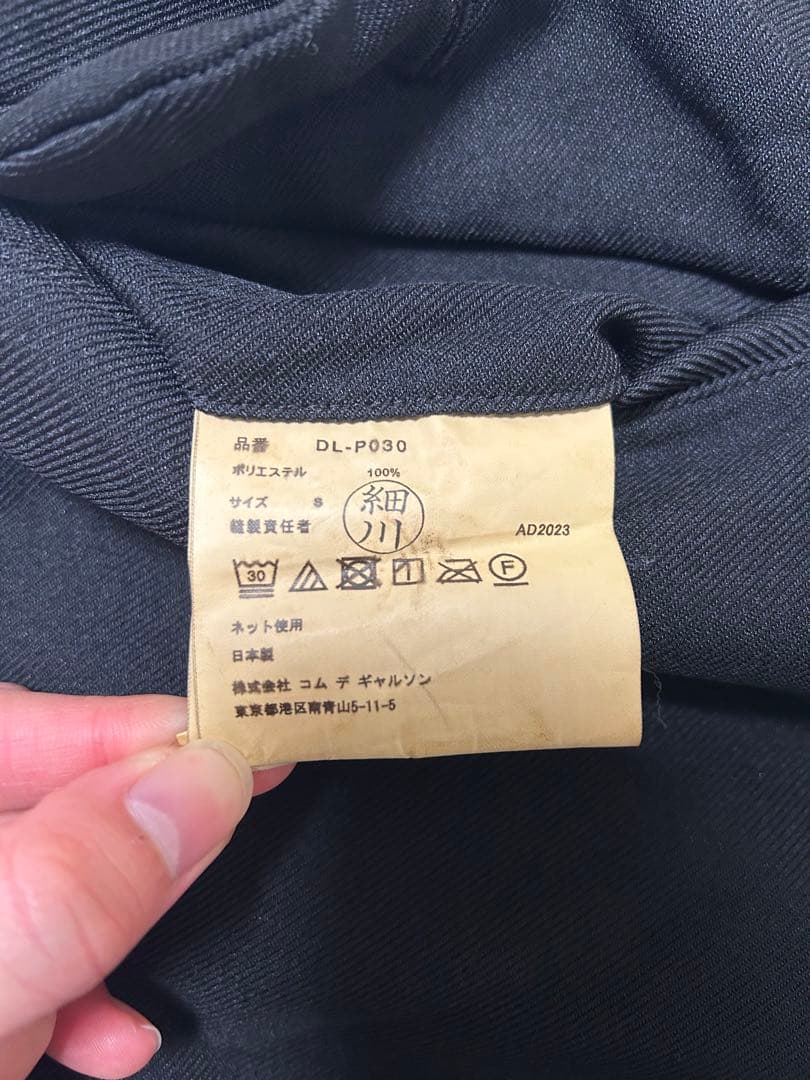 品番 DL-P030
ポリエステル 100%
サイズ S
縫製責任者 細川 AD2023
30 1 F
ネット使用
日本製
株式会社 コム デ ギャルソン
東京都港区南青山5-11-5